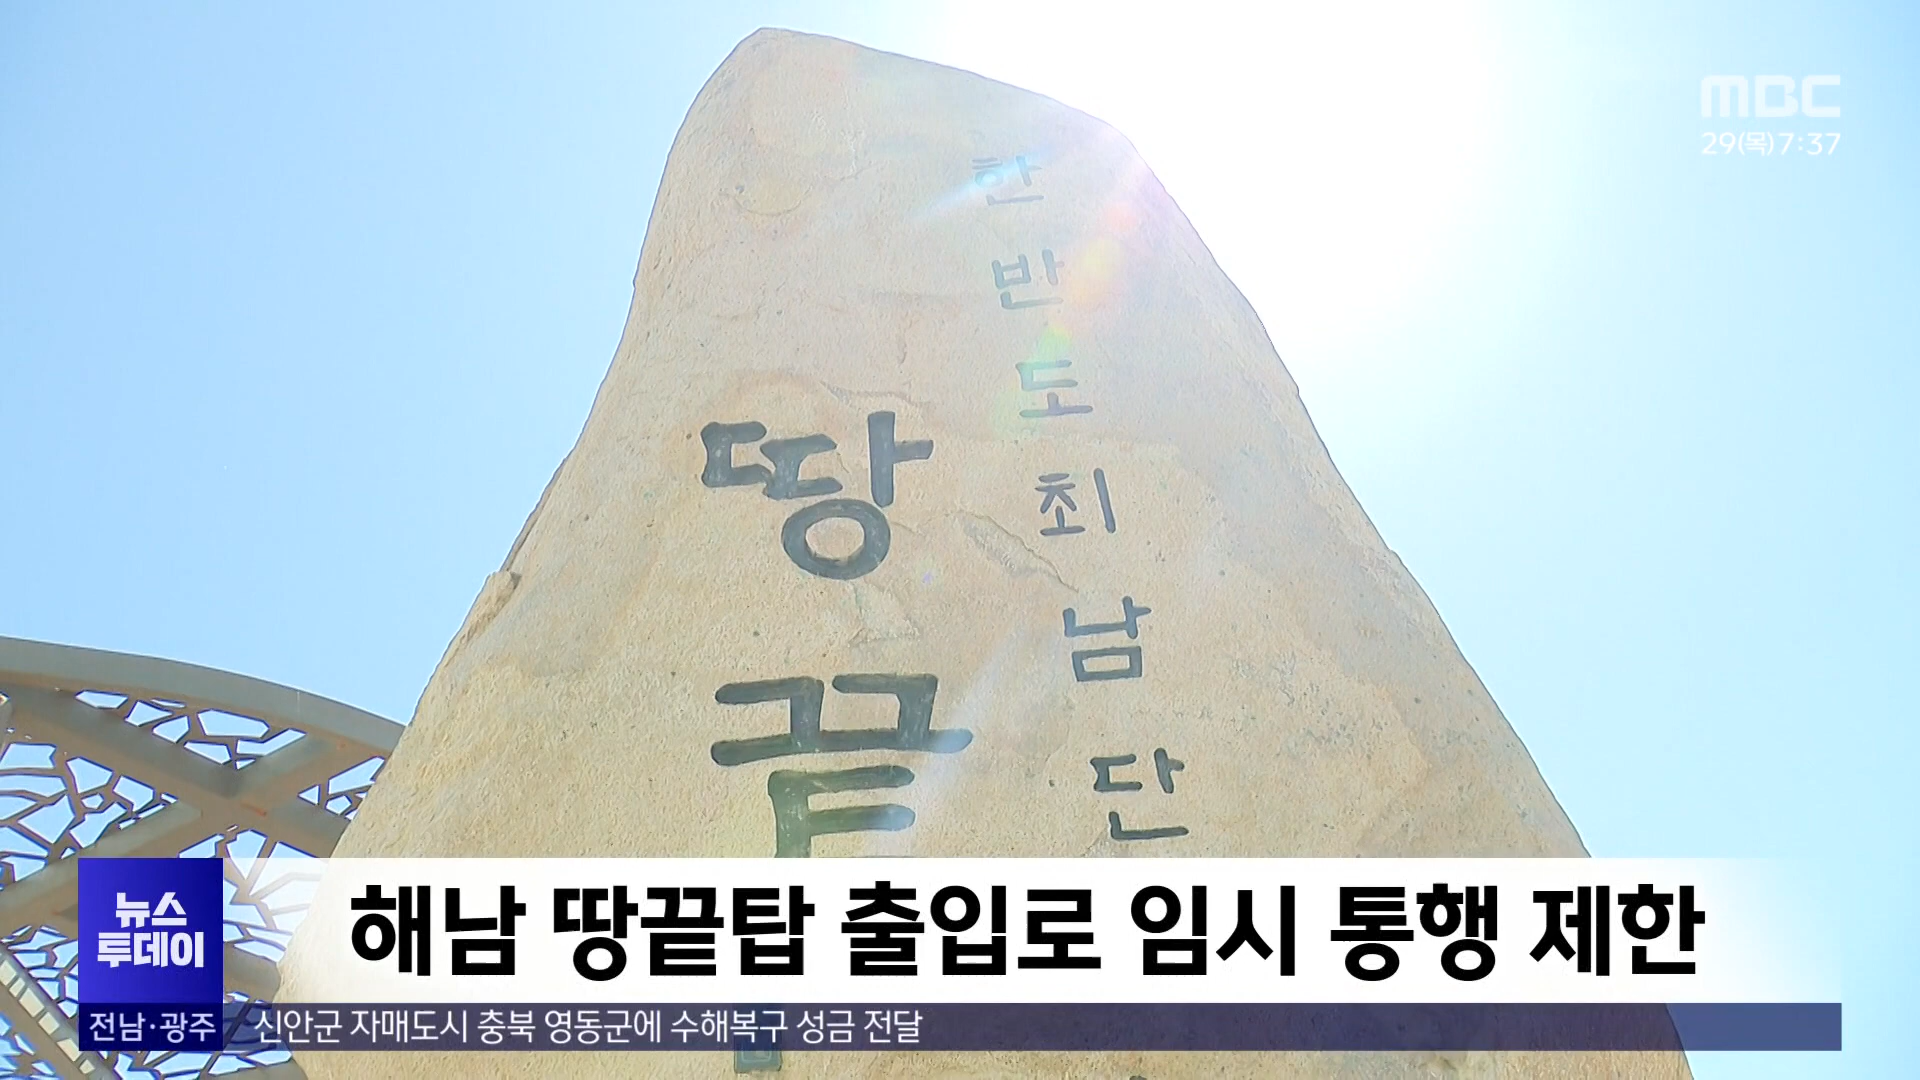 MBC
29(목)7:37
한반도최남단
땅끝
뉴스
투데이
해남 땅끝탑 출입로 임시 통행 제한
전남·광주
신안군 자매도시 충북 영동군에 수해복구 성금 전달